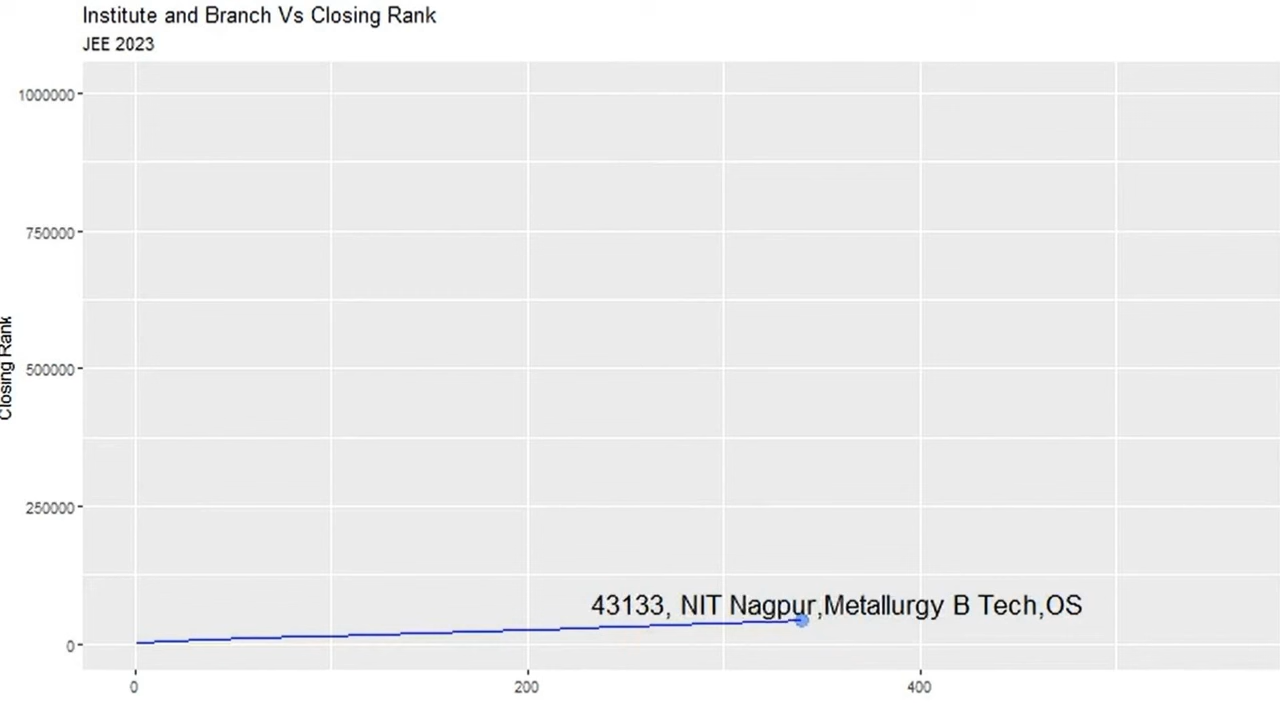 Institute and Branch Vs Closing Rank
JEE 2023
1000000
750000
500000
250000
0
Closing Rank
43133, NIT Nagpur,Metallurgy B Tech,OS
0
200
400